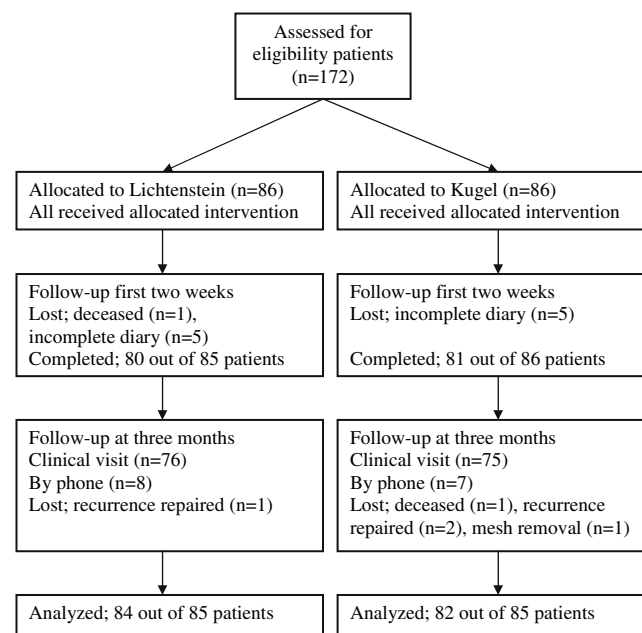 Assessed for
eligibility patients
(n=172)
Allocated to Lichtenstein (n=86)
All received allocated intervention
Allocated to Kugel (n=86)
All received allocated intervention
Follow-up first two weeks
Lost; deceased (n=1),
incomplete diary (n=5)
Completed; 80 out of 85 patients
Follow-up first two weeks
Lost; incomplete diary (n=5)
Completed; 81 out of 86 patients
Follow-up at three months
Clinical visit (n=76)
By phone (n=8)
Lost; recurrence repaired (n=1)
Follow-up at three months
Clinical visit (n=75)
By phone (n=7)
Lost; deceased (n=1), recurrence
repaired (n=2), mesh removal (n=1)
Analyzed; 84 out of 85 patients
Analyzed; 82 out of 85 patients